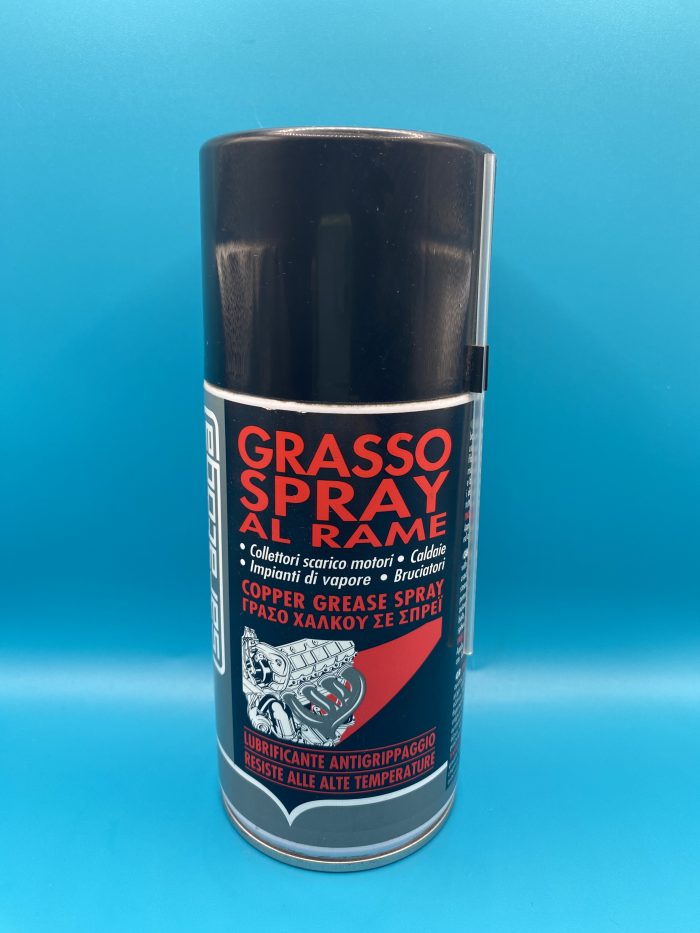 GRASSO
SPRAY
AL RAME
• Collettori scarico motori • Caldaie
• Impianti di vapore • Bruciatori
COPPER GREASE SPRAY
ΓΡΑΣΟ ΧΑΛΚΟΥ ΣΕ ΣΠΡΕΪ
LUBRIFICANTE ANTIGRIPPAGGIO
RESISTE ALLE ALTE TEMPERATURE